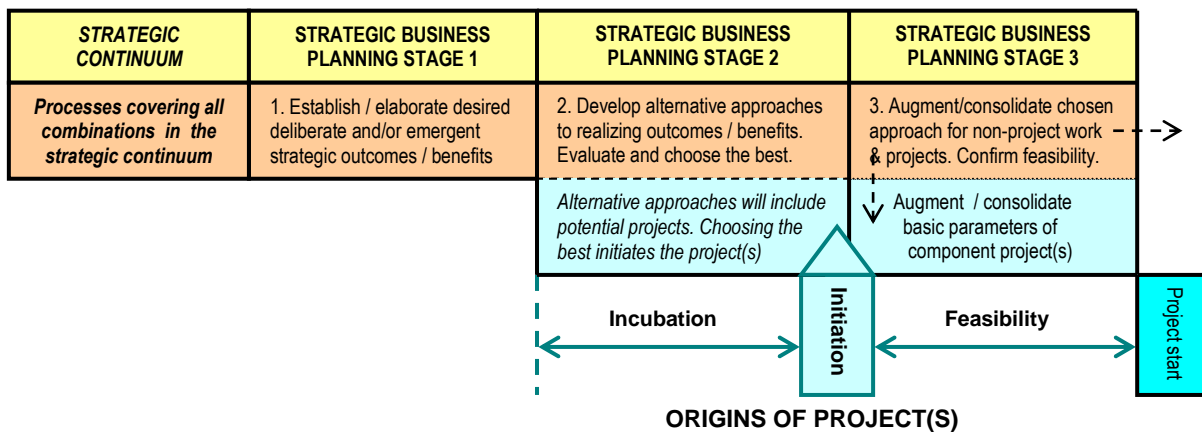 STRATEGIC
CONTINUUM
STRATEGIC BUSINESS
PLANNING STAGE 1
STRATEGIC BUSINESS
PLANNING STAGE 2
STRATEGIC BUSINESS
PLANNING STAGE 3
Processes covering all
combinations in the
strategic continuum
1. Establish / elaborate desired
deliberate and/or emergent
strategic outcomes / benefits
2. Develop alternative approaches
to realizing outcomes / benefits.
Evaluate and choose the best.
3. Augment/consolidate chosen
approach for non-project work
& projects. Confirm feasibility.
Alternative approaches will include
potential projects. Choosing the
best initiates the project(s)
Augment / consolidate
basic parameters of
component project(s)
Incubation
Initiation
Feasibility
Project start
ORIGINS OF PROJECT(S)